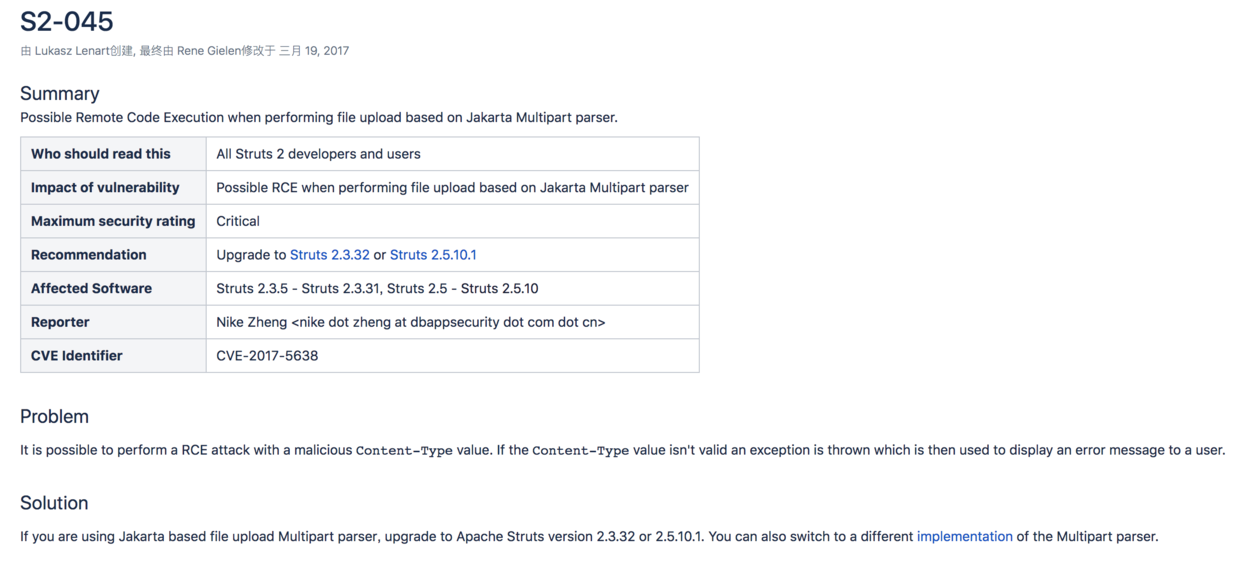 S2-045
由 Lukasz Lenart创建, 最终由 Rene Gielen修改于 三月 19, 2017
Summary
Possible Remote Code Execution when performing file upload based on Jakarta Multipart parser.
Who should read this All Struts 2 developers and users
Impact of vulnerability Possible RCE when performing file upload based on Jakarta Multipart parser
Maximum security rating Critical
Recommendation Upgrade to Struts 2.3.32 or Struts 2.5.10.1
Affected Software Struts 2.3.5 - Struts 2.3.31, Struts 2.5 - Struts 2.5.10
Reporter Nike Zheng <nike dot zheng at dbappsecurity dot com dot cn>
CVE Identifier CVE-2017-5638
Problem
It is possible to perform a RCE attack with a malicious Content-Type value. If the Content-Type value isn't valid an exception is thrown which is then used to display an error message to a user.
Solution
If you are using Jakarta based file upload Multipart parser, upgrade to Apache Struts version 2.3.32 or 2.5.10.1. You can also switch to a different implementation of the Multipart parser.